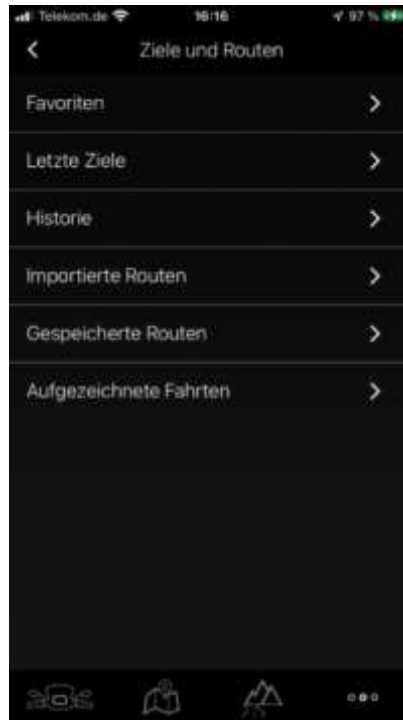 Telekom.de 16:16 97 %
Ziele und Routen
Favoriten
Letzte Ziele
Historie
Importierte Routen
Gespeicherte Routen
Aufgezeichnete Fahrten